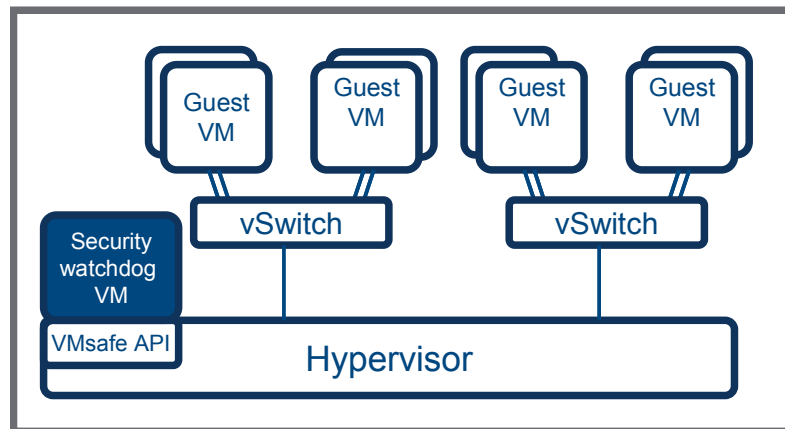 Guest
VM
Guest
VM
Guest
VM
Guest
VM
vSwitch
vSwitch
Security
watchdog
VM
VMsafe API
Hypervisor